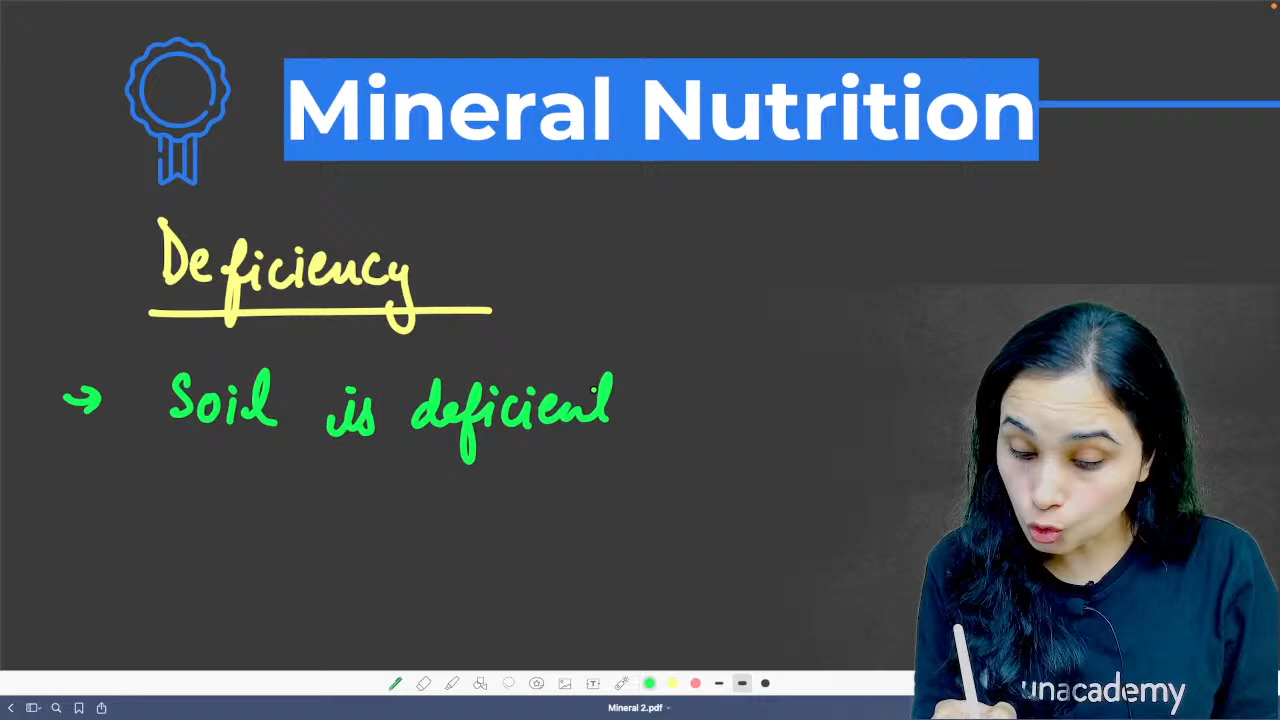 Mineral Nutrition
Deficiency
→ Soil is deficient
unacademy
Mineral 2.pdf